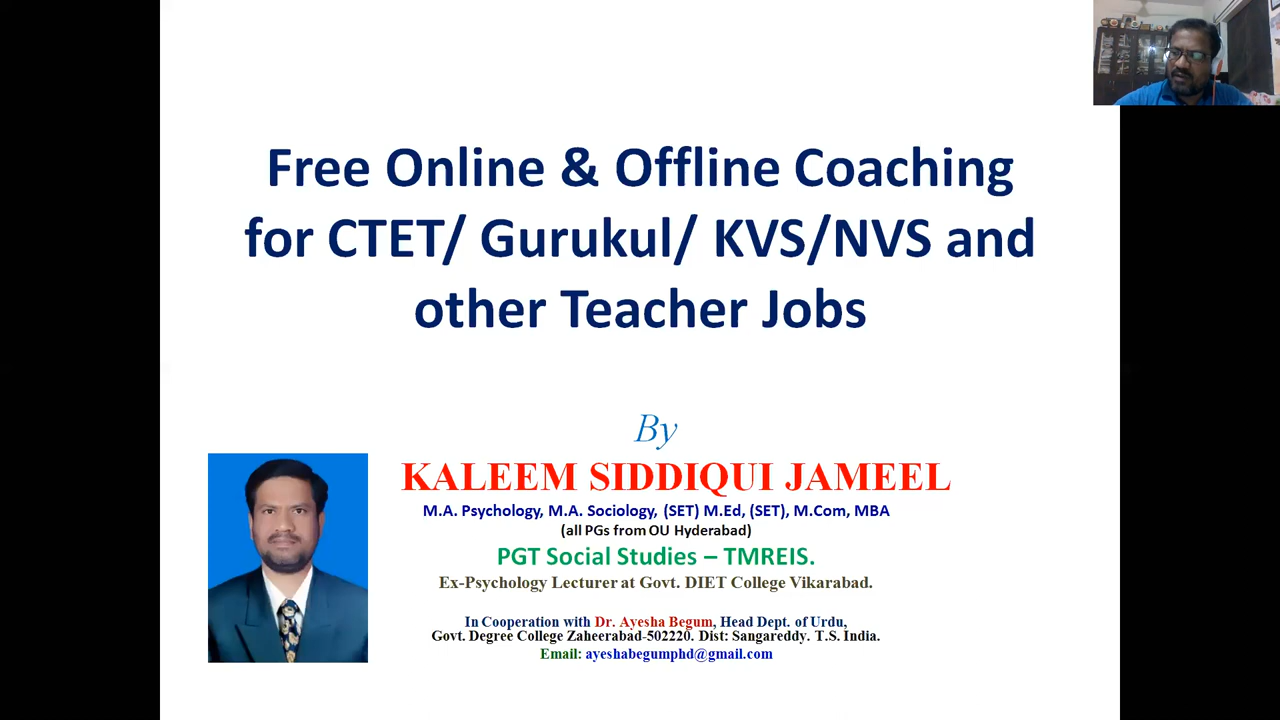 Free Online & Offline Coaching
for CTET/ Gurukul/ KVS/NVS and
other Teacher Jobs
By
KALEEM SIDDIQUI JAMEEL
M.A. Psychology, M.A. Sociology, (SET) M.Ed, (SET), M.Com, MBA
(all PGs from OU Hyderabad)
PGT Social Studies – TMREIS.
Ex-Psychology Lecturer at Govt. DIET College Vikarabad.
In Cooperation with Dr. Ayesha Begum, Head Dept. of Urdu,
Govt. Degree College Zaheerabad-502220. Dist: Sangareddy. T.S. India.
Email: ayeshabegumphd@gmail.com